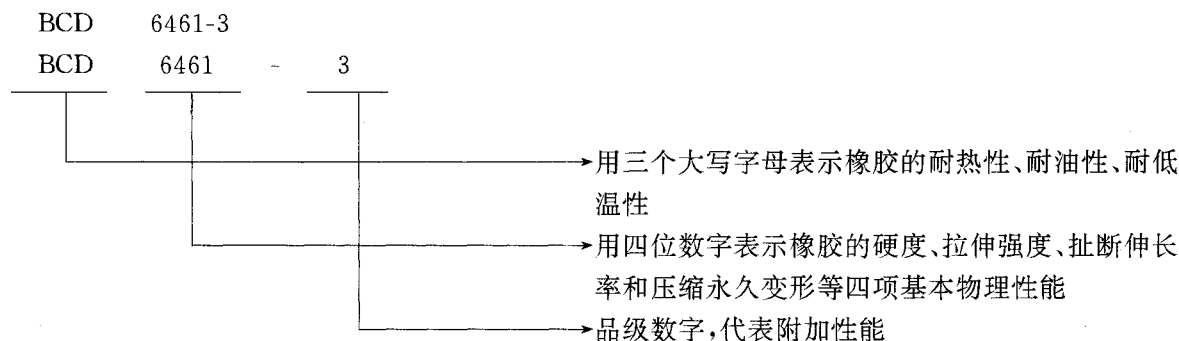 BCD 6461-3
BCD 6461 - 3
用三个大写字母表示橡胶的耐热性、耐油性、耐低
温性
用四位数字表示橡胶的硬度、拉伸强度、扯断伸长
率和压缩永久变形等四项基本物理性能
品级数字,代表附加性能